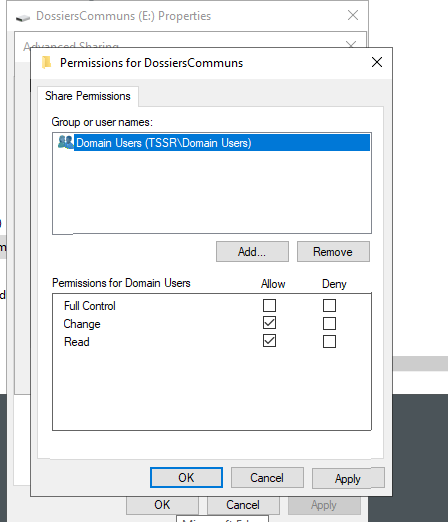 DossiersCommuns (E:) Properties
Advanced Sharing
Permissions for DossiersCommuns
Share Permissions
Group or user names:
Domain Users (TSSR\Domain Users)
Add...
Remove
Permissions for Domain Users
Allow
Deny
Full Control
Change
Read
OK
Cancel
Apply
OK
Cancel
Apply